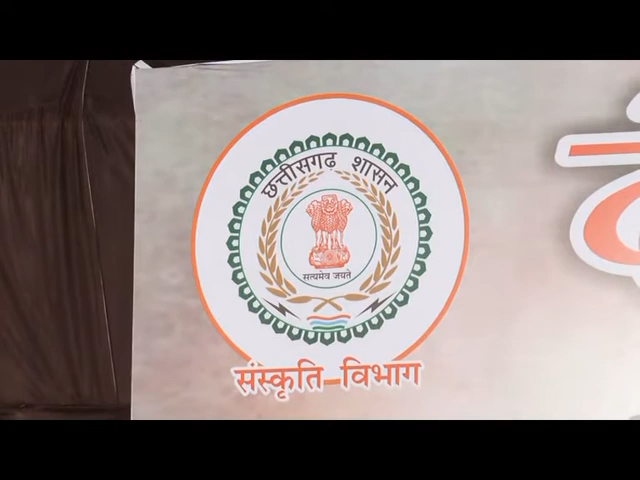 छत्तीसगढ़ शासन
सत्यमेव जयते
संस्कृति विभाग